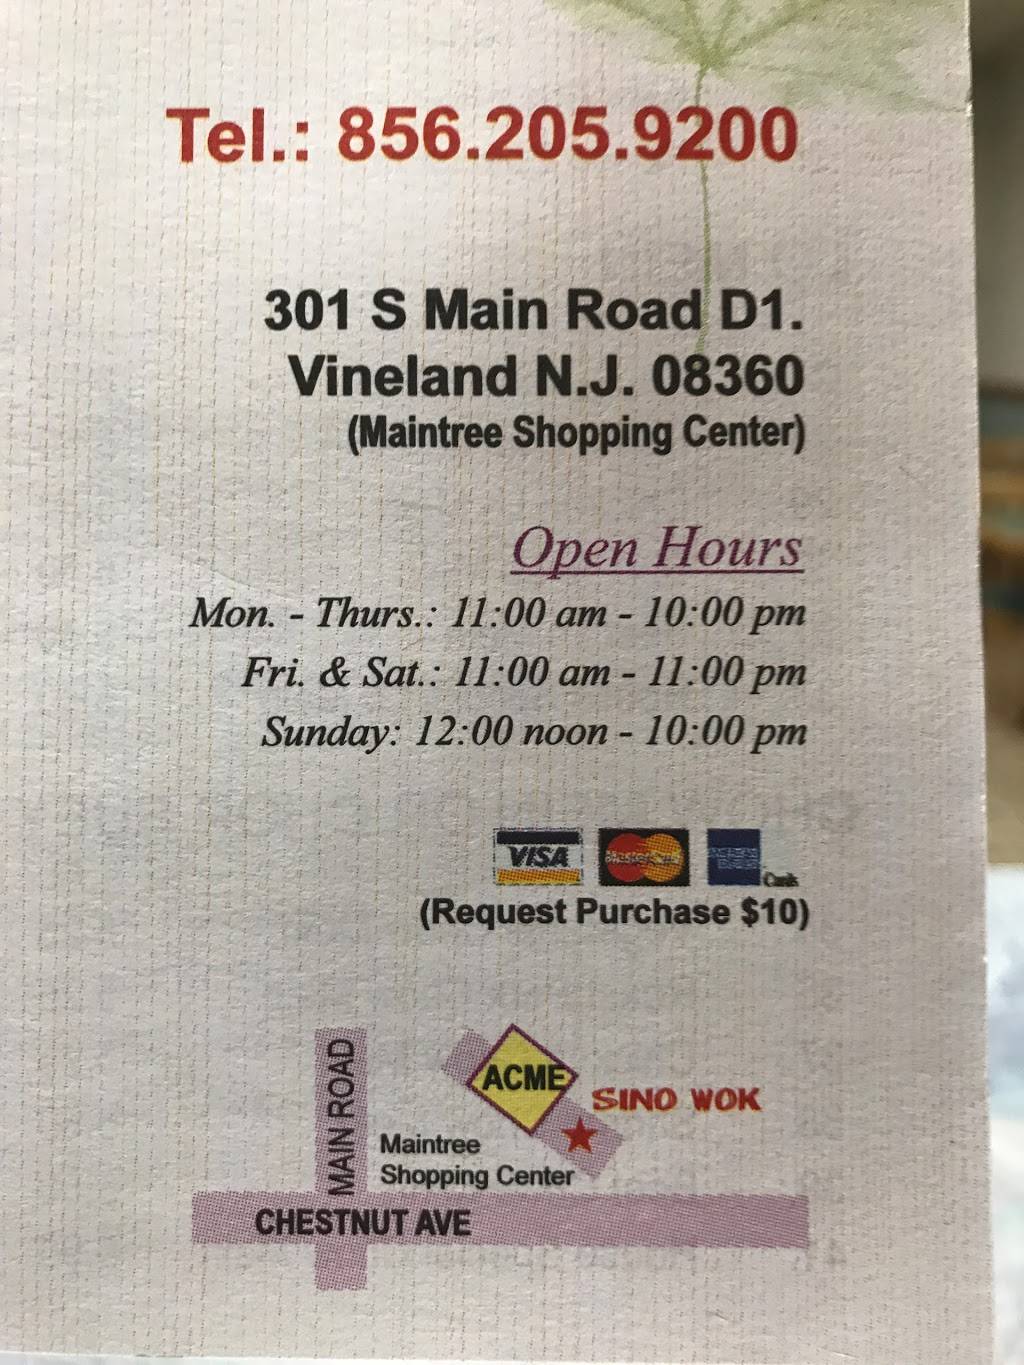 Tel.: 856.205.9200
301 S Main Road D1.
Vineland N.J. 08360
(Maintree Shopping Center)
Open Hours
Mon. - Thurs.: 11:00 am - 10:00 pm
Fri. & Sat.: 11:00 am - 11:00 pm
Sunday: 12:00 noon - 10:00 pm
VISA MasterCard Cards
(Request Purchase $10)
MAIN ROAD
ACME
SINO WOK
Maintree
Shopping Center
CHESTNUT AVE